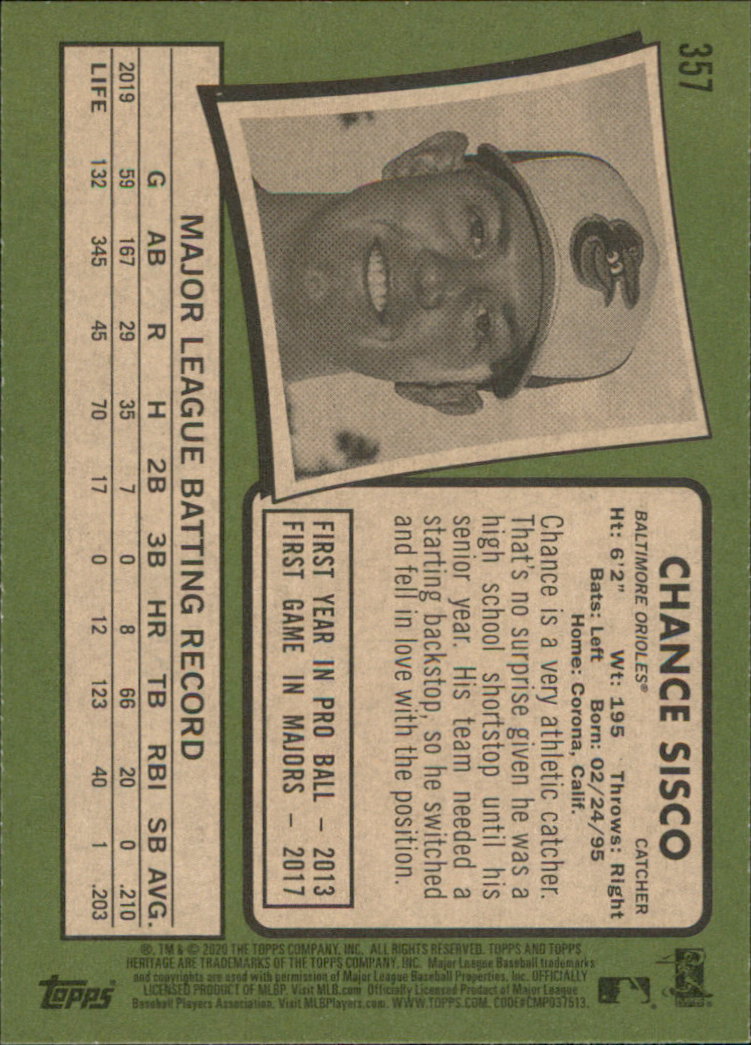 357
CHANCE SISCO
BALTIMORE ORIOLES® CATCHER
Ht: 6'2" Wt: 195 Throws: Right
Bats: Left Born: 02/24/95
Home: Corona, Calif.
Chance is a very athletic catcher.
That's no surprise given he was a
high school shortstop until his
senior year. His team needed a
starting backstop, so he switched
and fell in love with the position.
FIRST YEAR IN PRO BALL – 2013
FIRST GAME IN MAJORS – 2017
MAJOR LEAGUE BATTING RECORD
G AB R H 2B 3B HR TB RBI SB AVG.
2019 59 167 29 35 7 0 8 66 20 0 .210
LIFE 132 345 45 70 17 0 12 123 40 1 .203
®, TM & © 2020 THE TOPPS COMPANY, INC. ALL RIGHTS RESERVED. TOPPS AND TOPPS
HERITAGE ARE TRADEMARKS OF THE TOPPS COMPANY, INC. Major League Baseball trademarks
and copyrights are used with permission of Major League Baseball Properties, Inc. OFFICIALLY
LICENSED PRODUCT OF MLBP. Visit MLB.com Officially Licensed Product of Major League
Baseball Players Association. Visit MLBPlayers.com. WWW.TOPPS.COM. CODE#CMP037513.
Topps